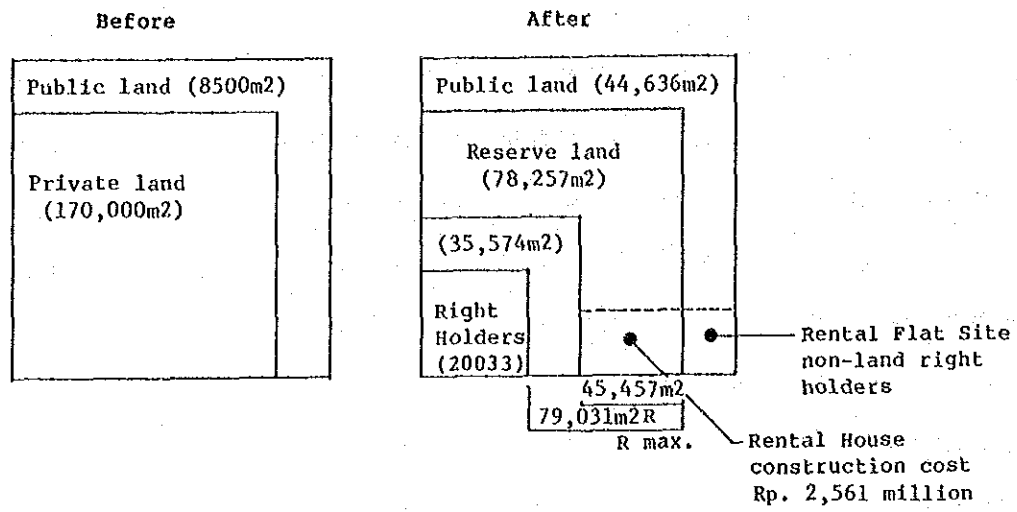 Before
After
Public land (8500m2)
Private land
(170,000m2)
Public land (44,636m2)
Reserve land
(78,257m2)
(35,574m2)
Right
Holders
(20033)
Rental Flat Site
non-land right
holders
45,457m2
79,031m2R
R max.
Rental House
construction cost
Rp. 2,561 million